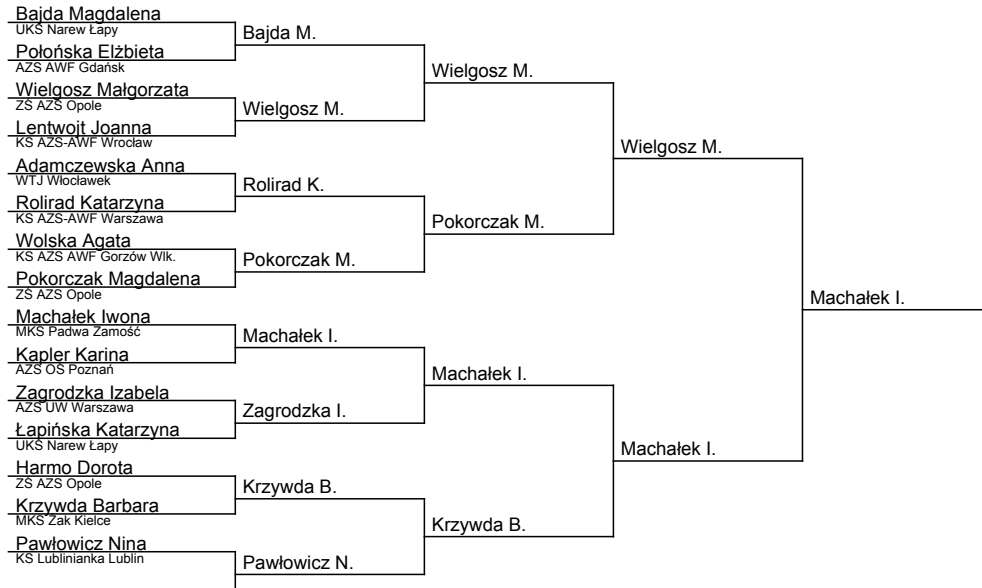 Bajda Magdalena
UKS Narew Łapy
Bajda M.
Połońska Elżbieta
AZS AWF Gdańsk
Wielgosz M.
Wielgosz Małgorzata
ZŚ AZS Opole
Wielgosz M.
Lentwojt Joanna
KS AZS-AWF Wrocław
Wielgosz M.
Adamczewska Anna
WTJ Włocławek
Rolirad K.
Rolirad Katarzyna
KS AZS-AWF Warszawa
Pokorczak M.
Wolska Agata
KS AZS AWF Gorzów Wlk.
Pokorczak M.
Pokorczak Magdalena
ZŚ AZS Opole
Machałek I.
Machałek Iwona
MKS Padwa Zamość
Machałek I.
Kapler Karina
AZS OŚ Poznań
Machałek I.
Zagrodzka Izabela
AZS UW Warszawa
Zagrodzka I.
Łapińska Katarzyna
UKS Narew Łapy
Machałek I.
Harmo Dorota
ZŚ AZS Opole
Krzywda B.
Krzywda Barbara
MKS Żak Kielce
Krzywda B.
Pawłowicz Nina
KS Lublinianka Lublin
Pawłowicz N.